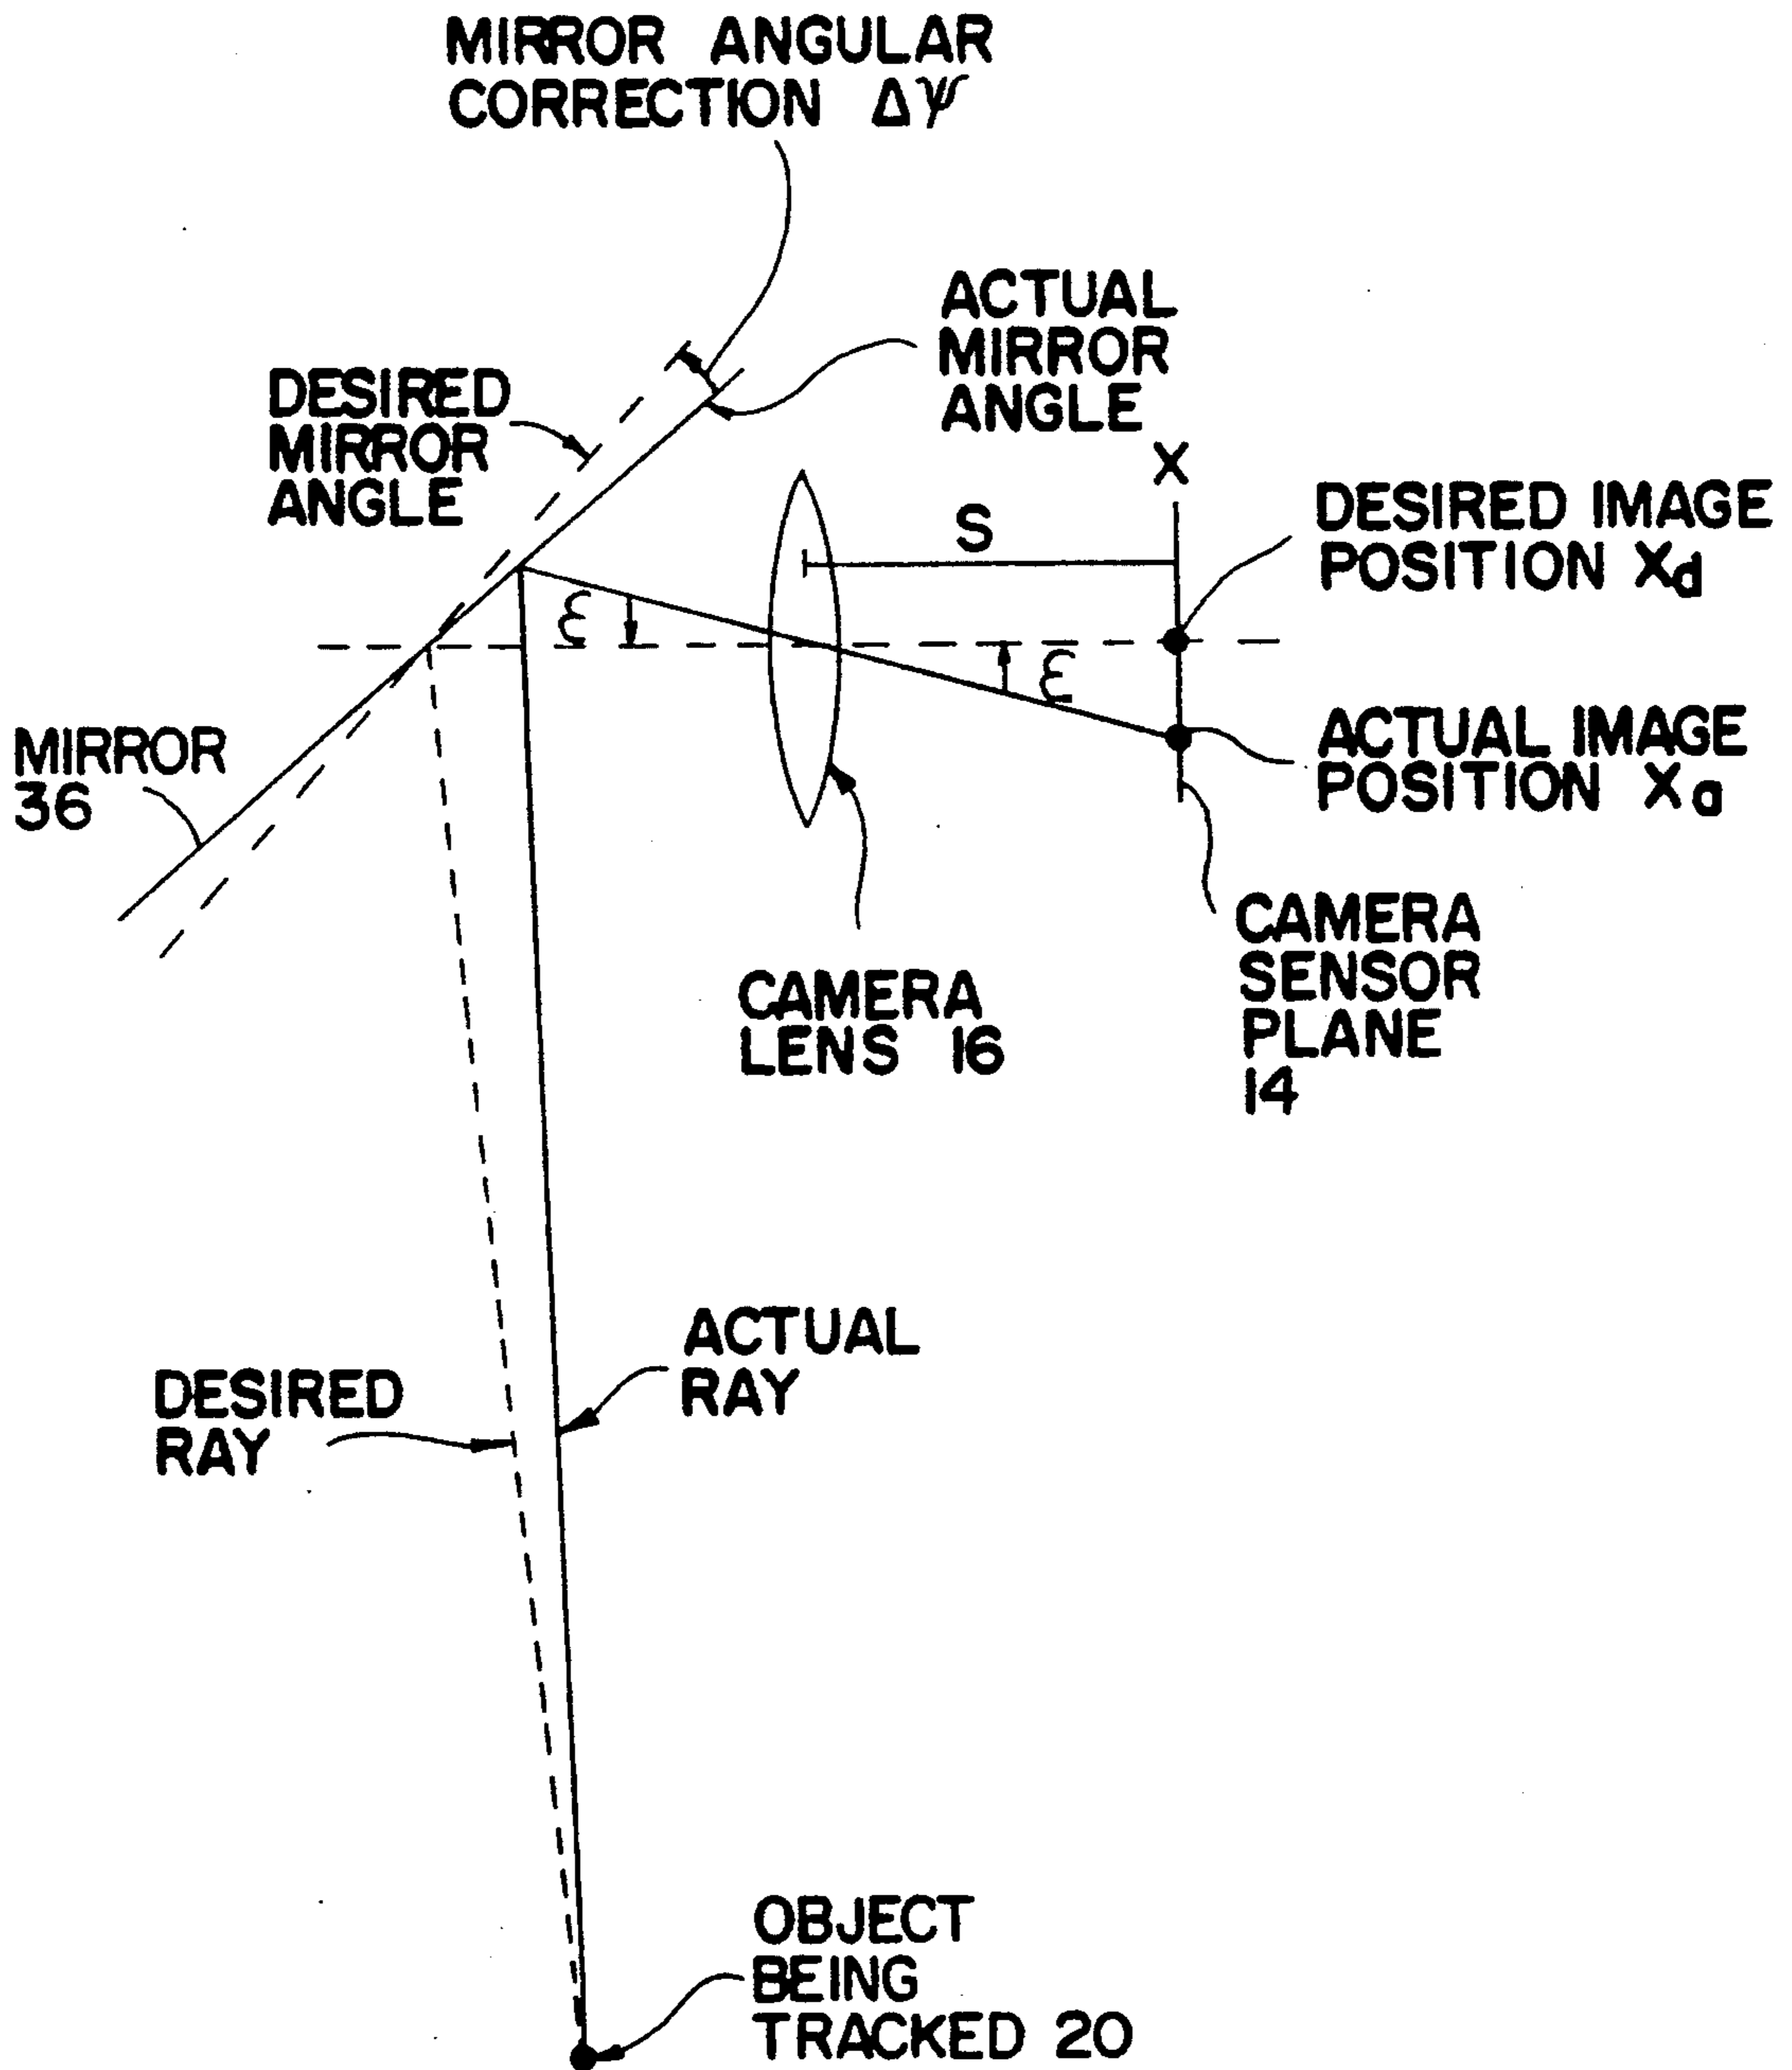 MIRROR ANGULAR
CORRECTION Δψ
ACTUAL
MIRROR
ANGLE
DESIRED
MIRROR
ANGLE
X
S
DESIRED IMAGE
POSITION Xd
ε
ε
MIRROR
36
ACTUAL IMAGE
POSITION Xa
CAMERA
LENS 16
CAMERA
SENSOR
PLANE
14
ACTUAL
RAY
DESIRED
RAY
OBJECT
BEING
TRACKED 20